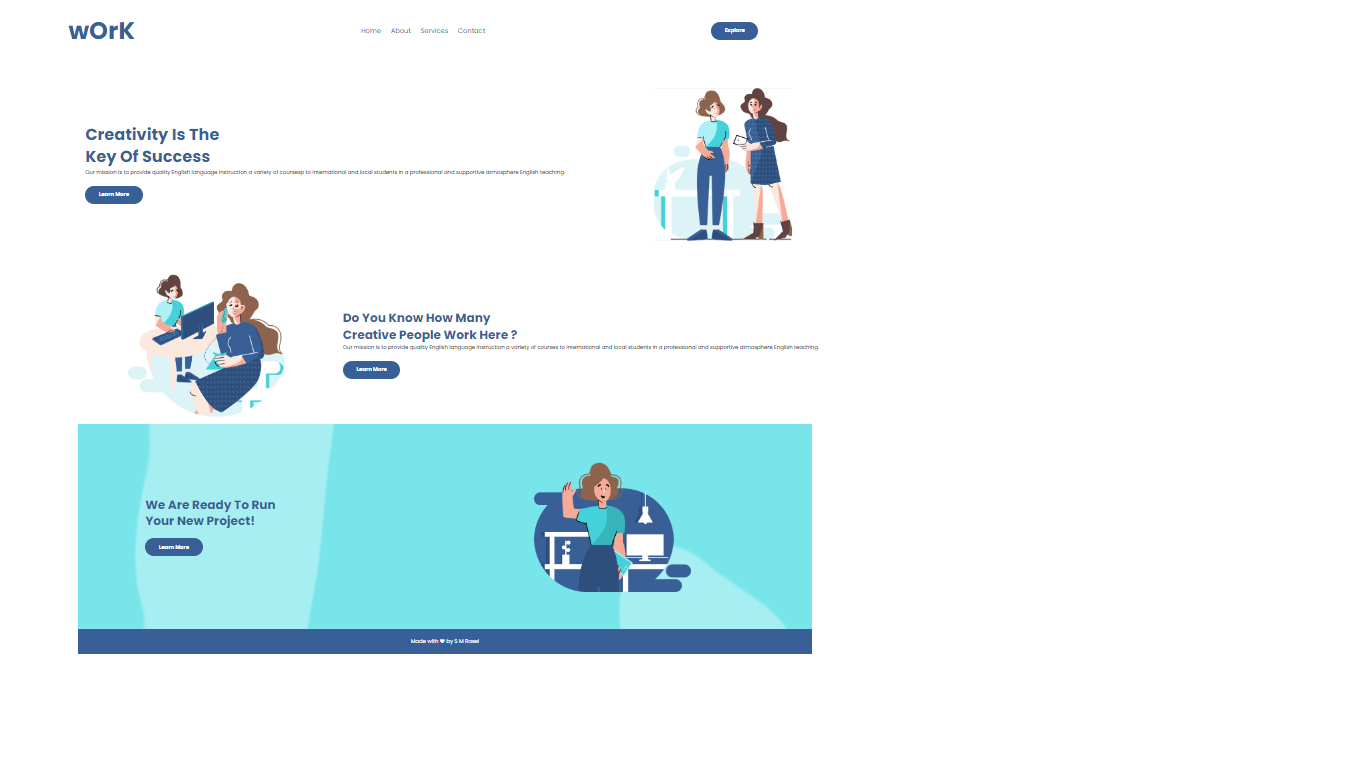 wOrK
Home About Services Contact
Explore
Creativity Is The
Key Of Success
Our mission is to provide quality English language instruction a variety of coursesp to international and local students in a professional and supportive atmosphere English teaching.
Learn More
Do You Know How Many
Creative People Work Here ?
Our mission is to provide quality English language instruction a variety of courses to international and local students in a professional and supportive atmosphere English teaching.
Learn More
We Are Ready To Run
Your New Project!
Learn More
Made with ♥ by S M Rasel